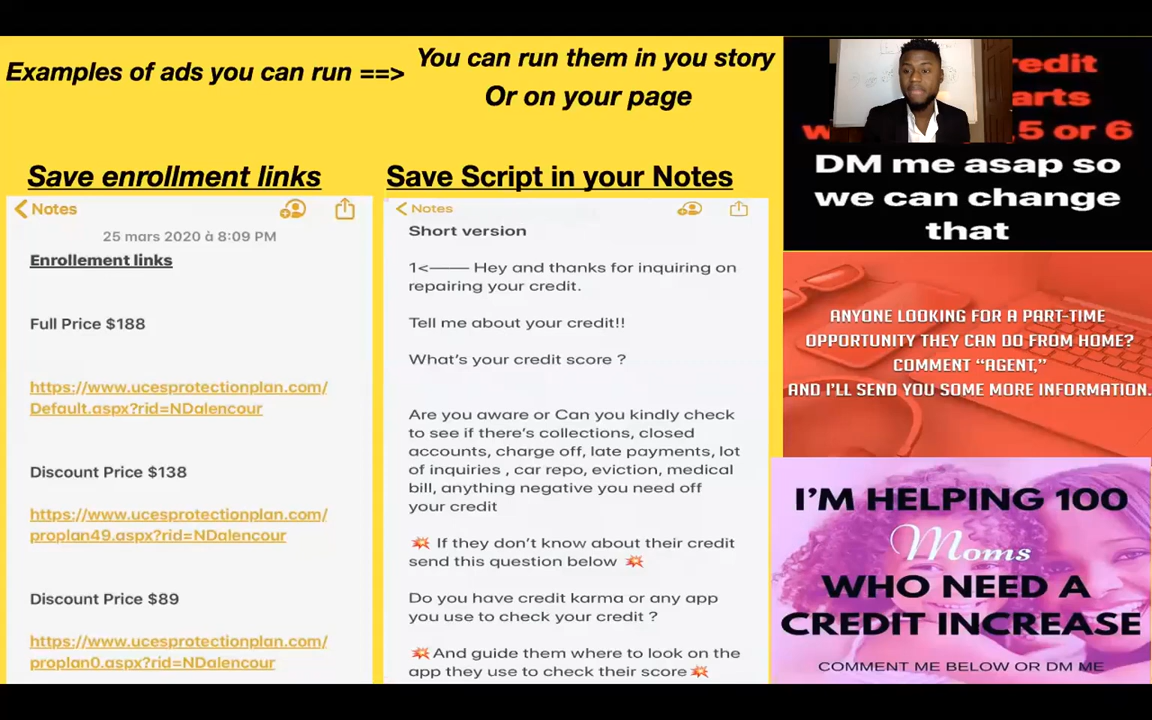 Examples of ads you can run ==>
You can run them in you story
Or on your page
Save enrollment links
Notes
25 mars 2020 à 8:09 PM
Enrollement links
Full Price $188
https://www.ucesprotectionplan.com/
Default.aspx?rid=NDalencour
Discount Price $138
https://www.ucesprotectionplan.com/
proplan49.aspx?rid=NDalencour
Discount Price $89
https://www.ucesprotectionplan.com/
proplan0.aspx?rid=NDalencour
Save Script in your Notes
Notes
Short version
1<—–— Hey and thanks for inquiring on
repairing your credit.
Tell me about your credit!!
What's your credit score ?
Are you aware or Can you kindly check
to see if there's collections, closed
accounts, charge off, late payments, lot
of inquiries , car repo, eviction, medical
bill, anything negative you need off
your credit
💥 If they don't know about their credit
send this question below 💥
Do you have credit karma or any app
you use to check your credit ?
💥And guide them where to look on the
app they use to check their score💥
5 or 6
DM me asap so
we can change
that
ANYONE LOOKING FOR A PART-TIME
OPPORTUNITY THEY CAN DO FROM HOME?
COMMENT “AGENT,”
AND I'LL SEND YOU SOME MORE INFORMATION.
I'M HELPING 100
Moms
WHO NEED A
CREDIT INCREASE
COMMENT ME BELOW OR DM ME